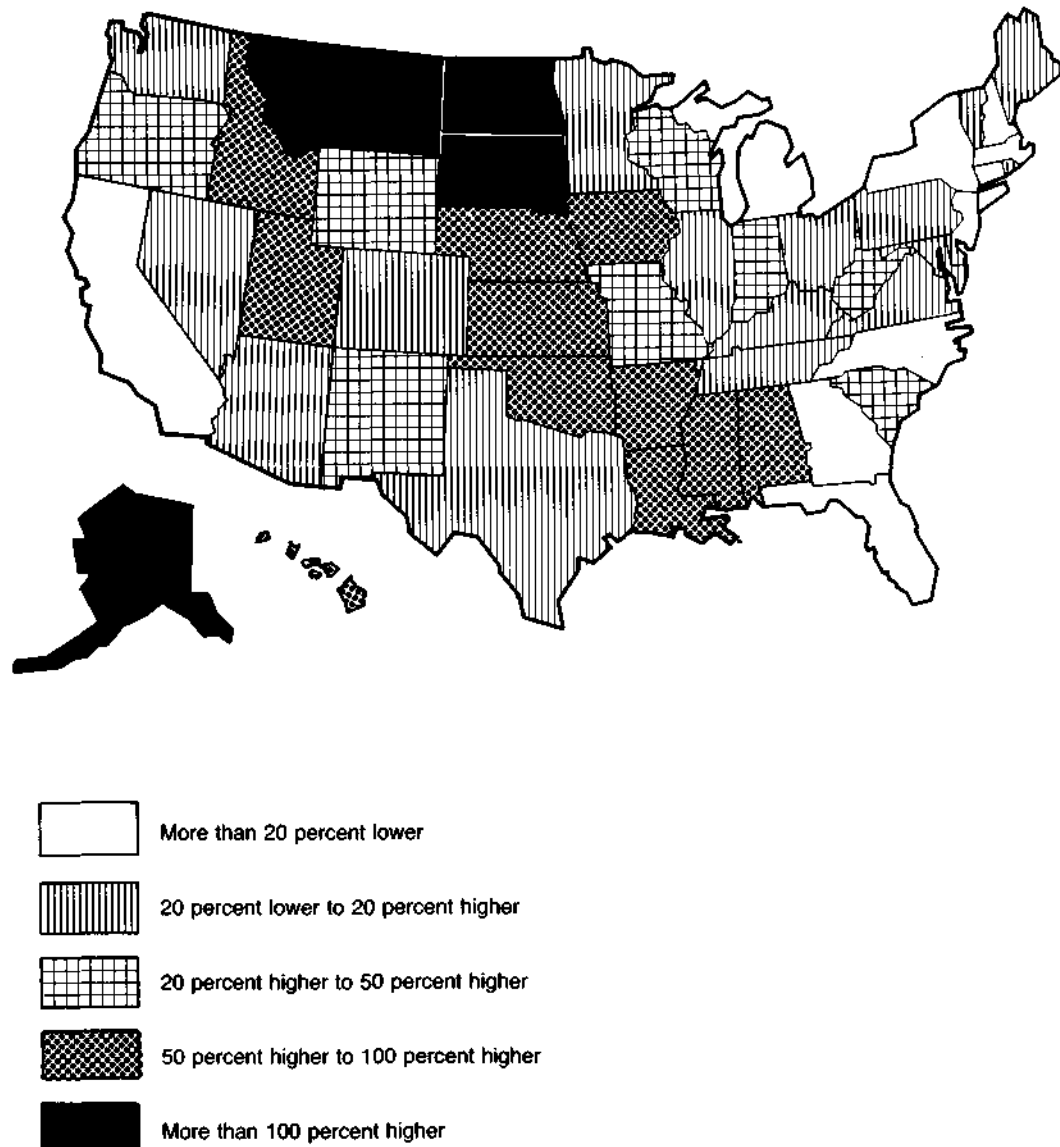 More than 20 percent lower
20 percent lower to 20 percent higher
20 percent higher to 50 percent higher
50 percent higher to 100 percent higher
More than 100 percent higher